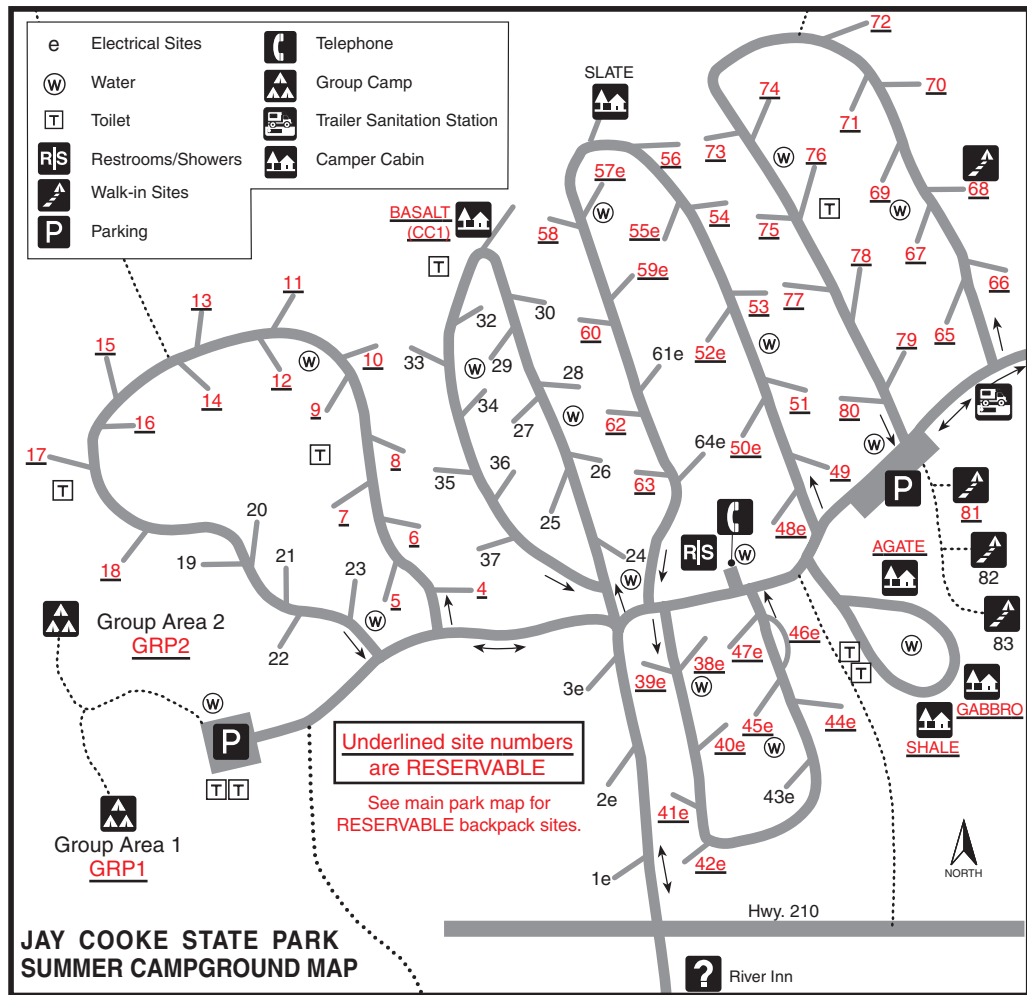 e Electrical Sites
W Water
T Toilet
R|S Restrooms/Showers
Walk-in Sites
P Parking
Telephone
Group Camp
Trailer Sanitation Station
Camper Cabin
SLATE
72
70
74
71
73
56
76
57e
69
68
BASALT
(CC1)
58
55e
54
75
67
11
13
59e
78
66
30
53
77
32
60
65
15
10
33
29
61e
52e
79
12
28
14
34
9
51
80
16
27
62
50e
17
8
36
64e
49
35
26
63
P
81
7
25
20
6
48e
24
R|S
W
AGATE
82
19
21
37
18
23
5
4
83
Group Area 2
GRP2
22
46e
47e
38e
3e
39e
GABBRO
45e
44e
SHALE
40e
W
P
T T
Underlined site numbers
are RESERVABLE
See main park map for
RESERVABLE backpack sites.
2e
43e
41e
Group Area 1
GRP1
42e
1e
NORTH
Hwy. 210
JAY COOKE STATE PARK
SUMMER CAMPGROUND MAP
? River Inn